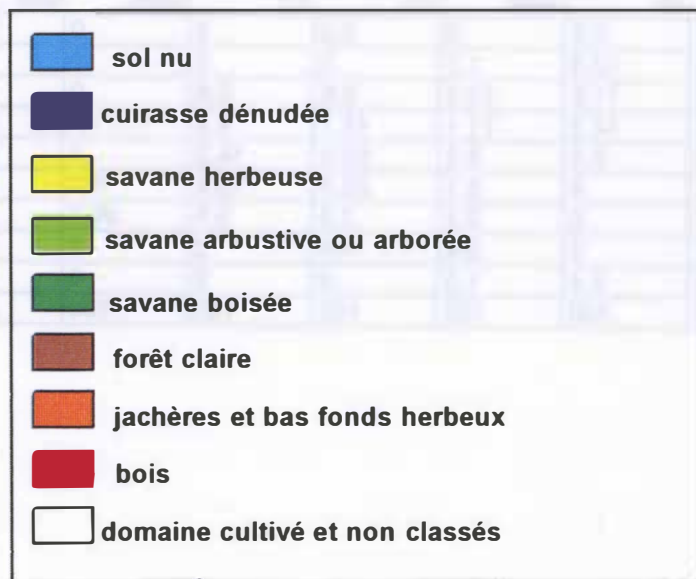 sol nu
cuirasse dénudée
savane herbeuse
savane arbustive ou arborée
savane boisée
forêt claire
jachères et bas fonds herbeux
bois
domaine cultivé et non classés